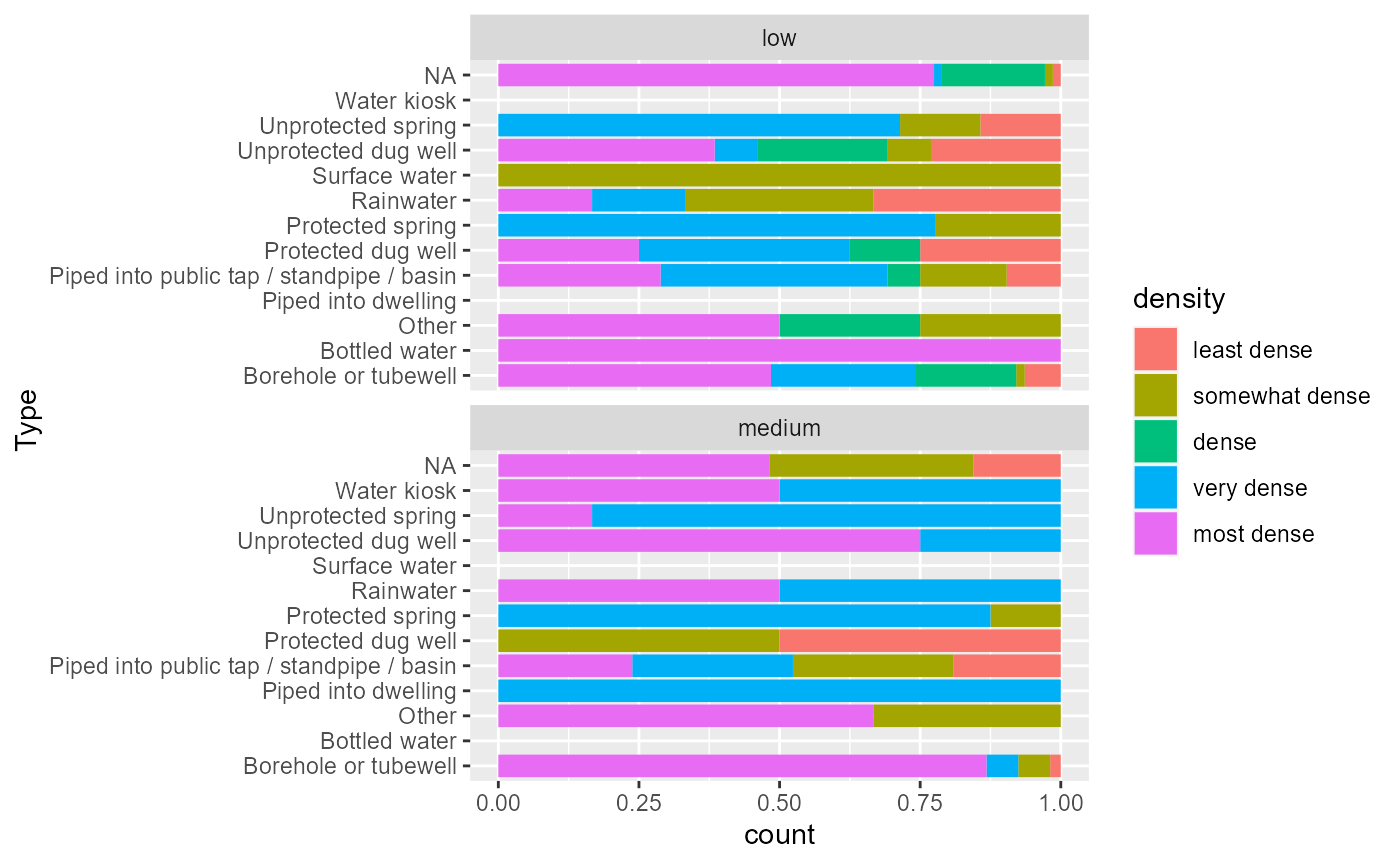 low
NA
Water kiosk
Unprotected spring
Unprotected dug well
Surface water
Rainwater
Protected spring
Protected dug well
Piped into public tap / standpipe / basin
Piped into dwelling
Other
Bottled water
Borehole or tubewell
medium
NA
Water kiosk
Unprotected spring
Unprotected dug well
Surface water
Rainwater
Protected spring
Protected dug well
Piped into public tap / standpipe / basin
Piped into dwelling
Other
Bottled water
Borehole or tubewell
0.00 0.25 0.50 0.75 1.00
count
Type
density
least dense
somewhat dense
dense
very dense
most dense